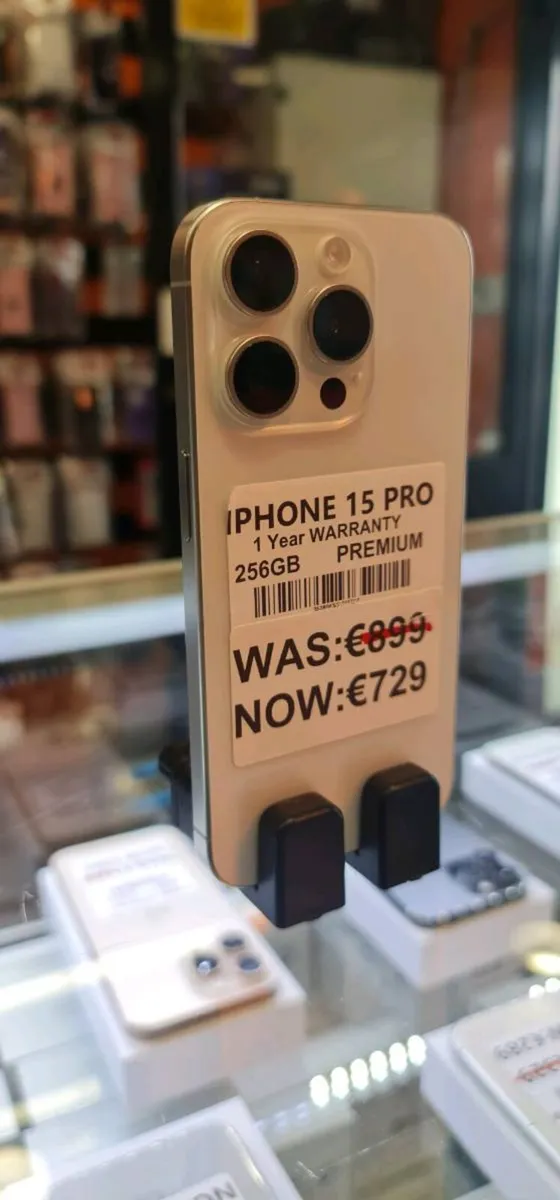 IPHONE 15 PRO
1 Year WARRANTY
256GB PREMIUM
WAS:€899
NOW:€729